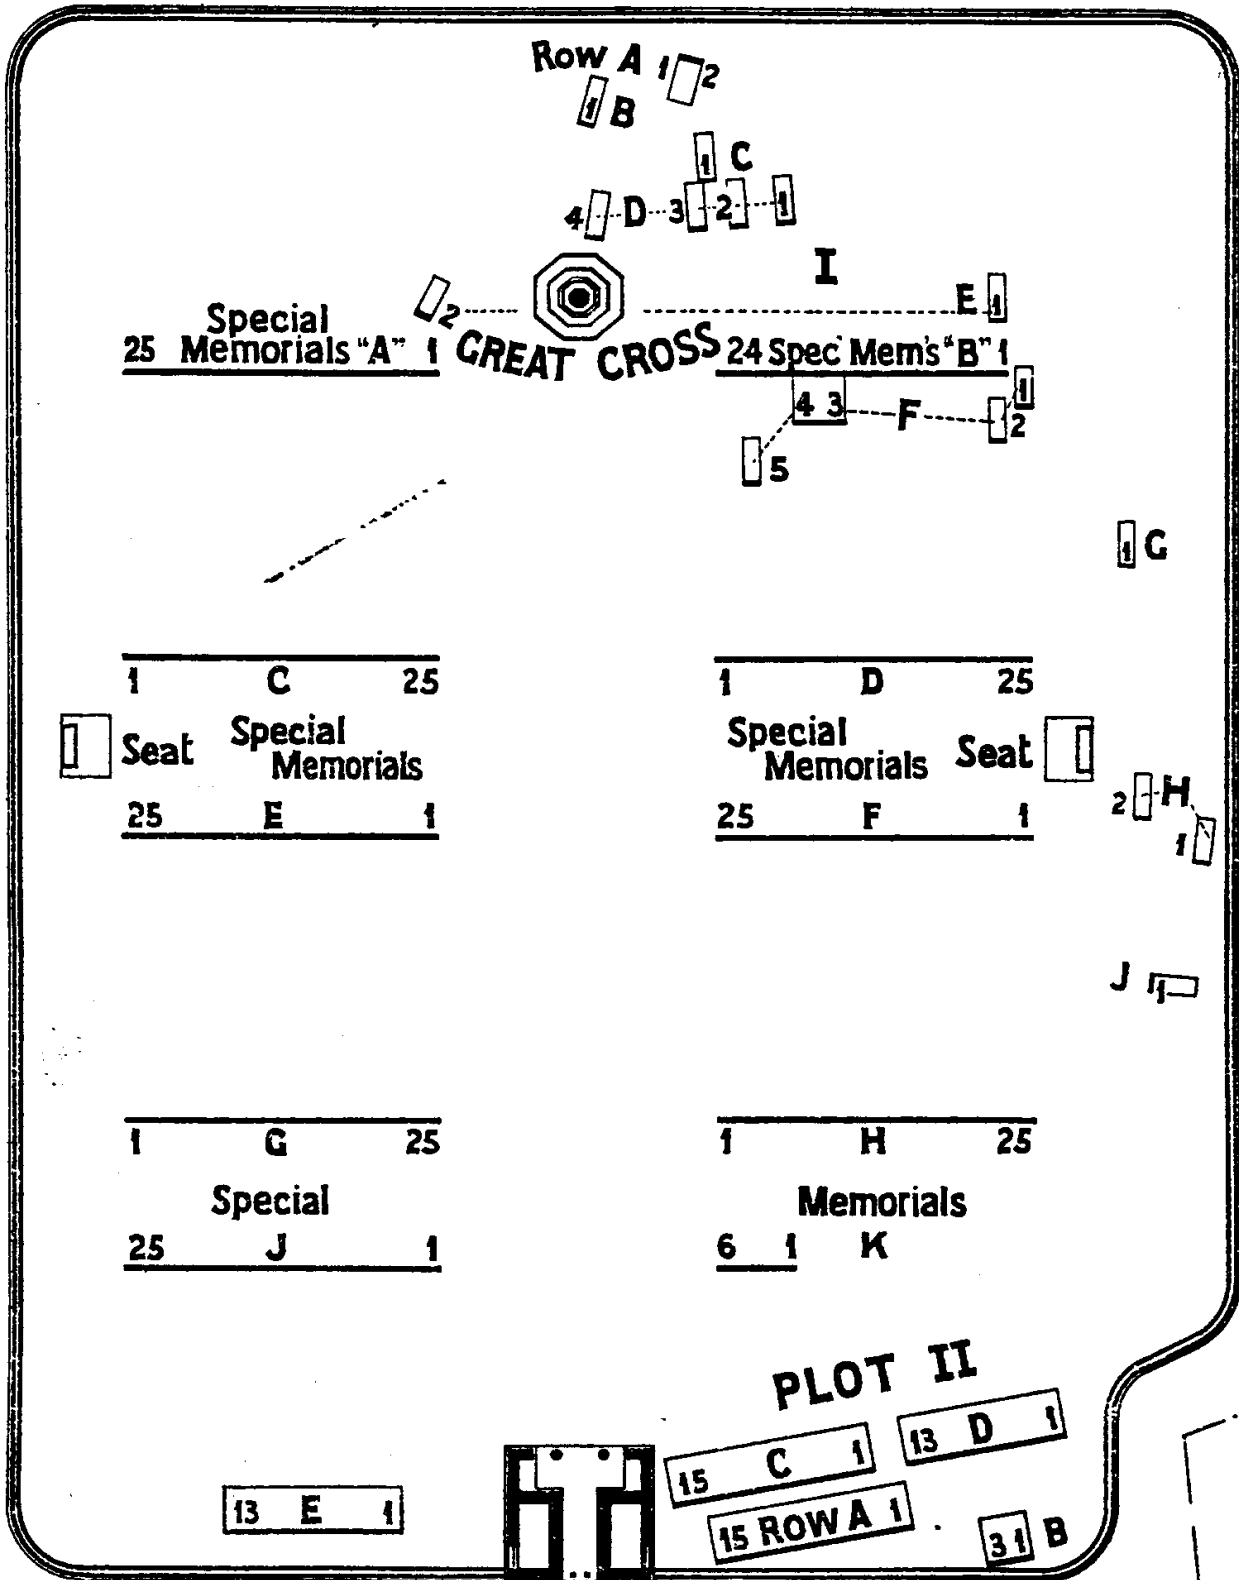 Row A 1 2
1 B
1 C
4 D 3 2 1
I
2 E 1
Special
25 Memorials "A" 1
GREAT CROSS
24 Spec' Mem's "B" 1
1
4 3 F 2
5
1 G
1 C 25
1 D 25
Seat
Special
Memorials
Special
Memorials
Seat
25 E 1
25 F 1
2 H
1
J 1
1 G 25
1 H 25
Special
Memorials
25 J 1
6 1 K
PLOT II
13 D 1
15 C 1
13 E 1
15 ROW A 1
3 1 B